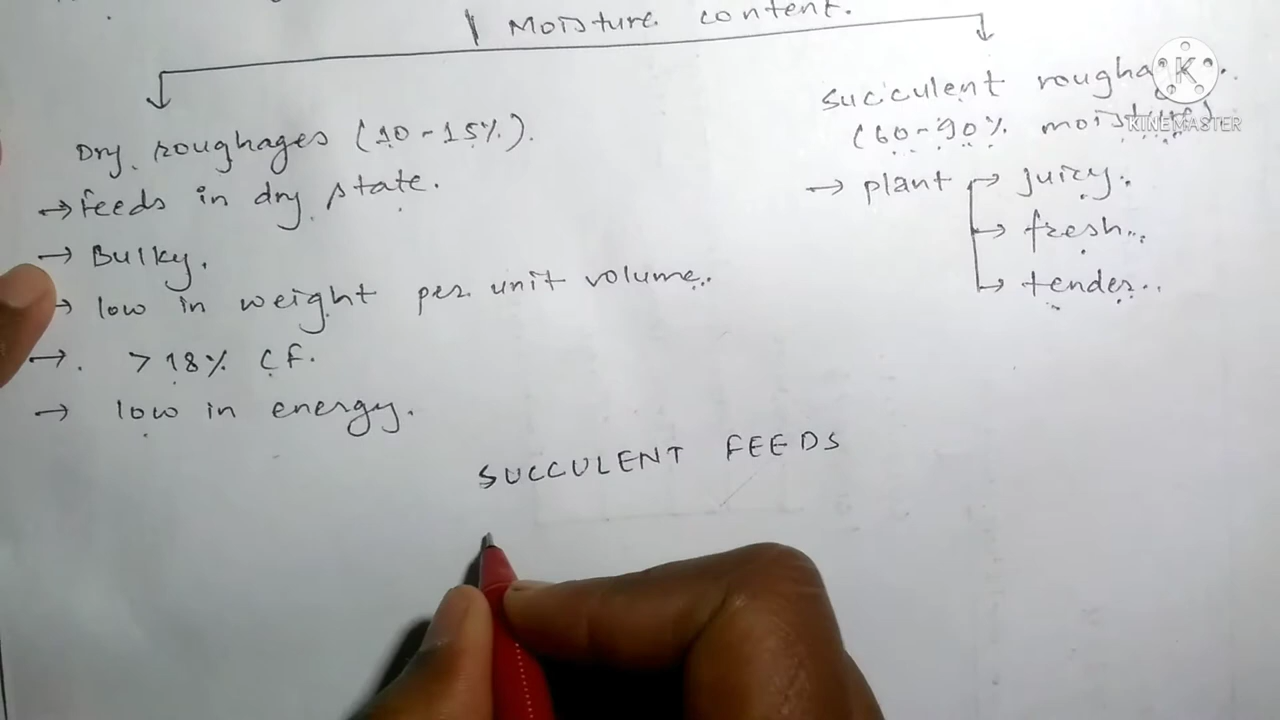 Moisture content.
Dry roughages (10-15%).
→ feeds in dry state.
→ Bulky.
→ low in weight per unit volume..
→. >18% CF.
→ low in energy.
succulent rougha
(60-90% moisture)
→ plant → juicy.
→ fresh..
→ tender..
SUCCULENT FEEDS
K
KINEMASTER